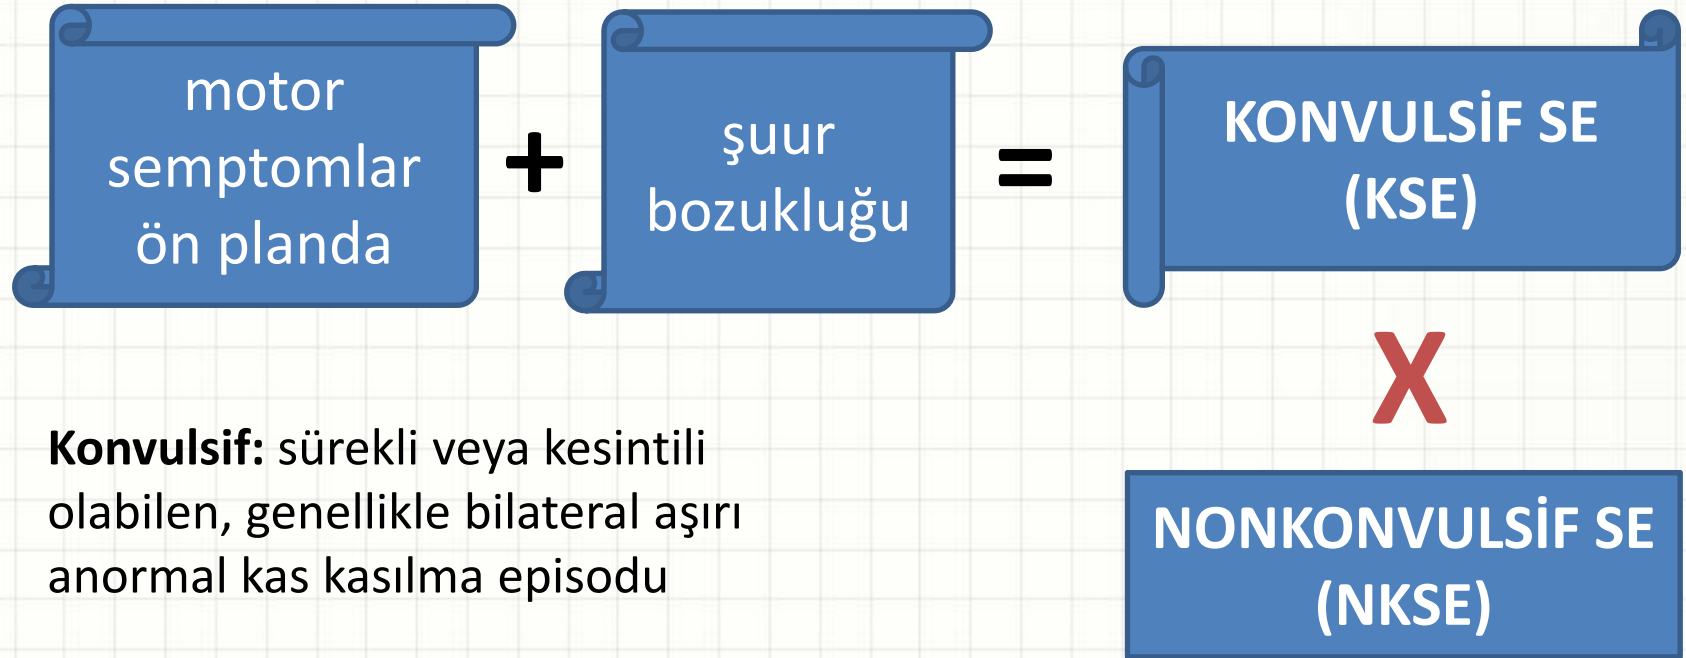 motor
semptomlar
ön planda
+
şuur
bozukluğu
=
KONVULSİF SE
(KSE)
X
Konvulsif: sürekli veya kesintili
olabilen, genellikle bilateral aşırı
anormal kas kasılma episodu
NONKONVULSİF SE
(NKSE)